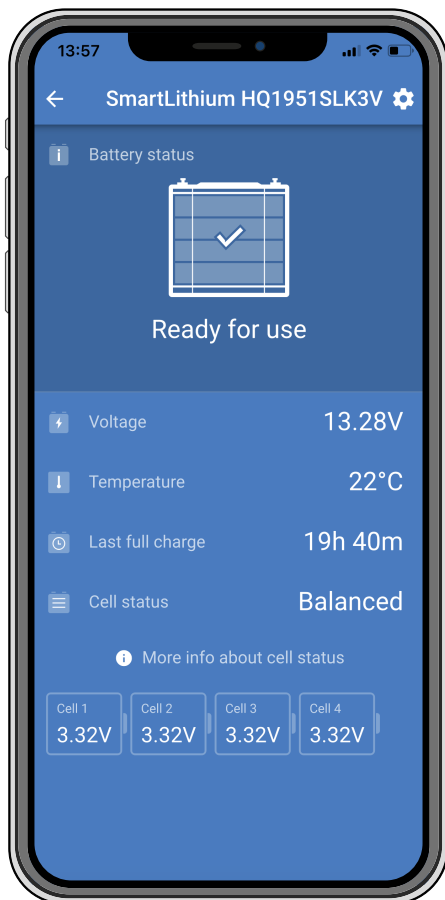 13:57
SmartLithium HQ1951SLK3V
Battery status
Ready for use
Voltage 13.28V
Temperature 22°C
Last full charge 19h 40m
Cell status Balanced
More info about cell status
Cell 1 Cell 2 Cell 3 Cell 4
3.32V 3.32V 3.32V 3.32V